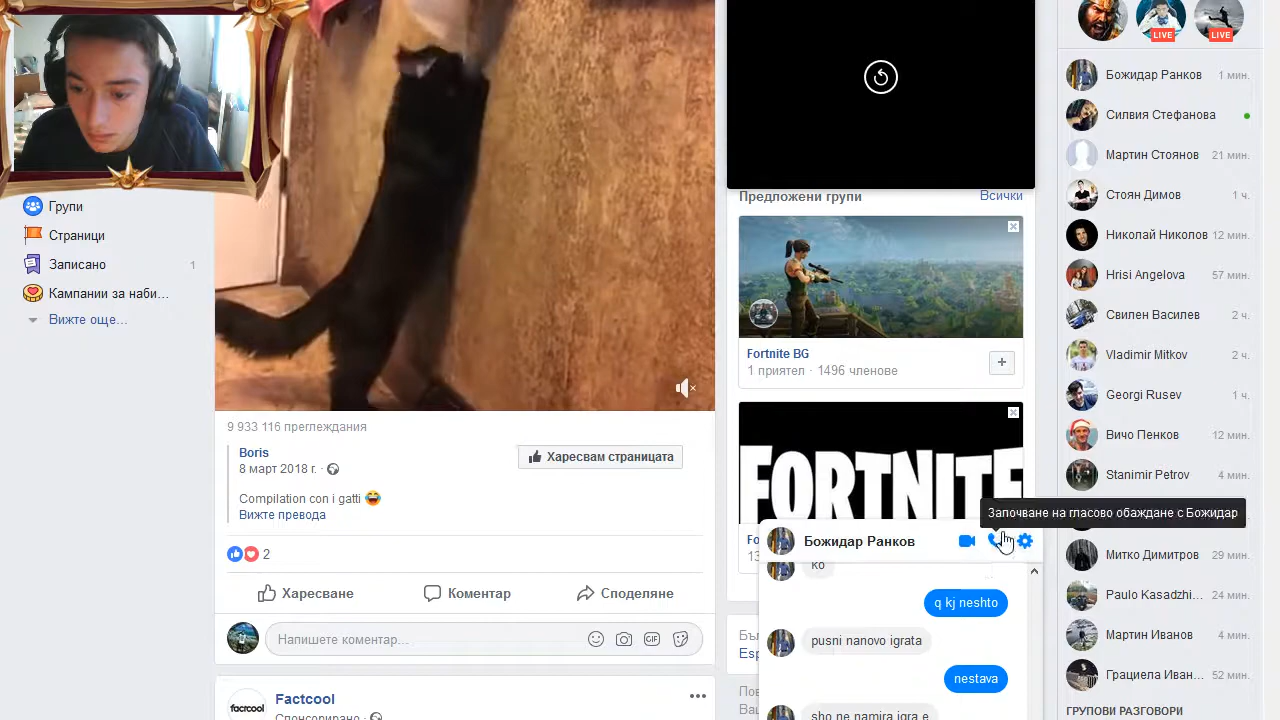 Групи
Страници
Записано
1
Кампании за наби...
Вижте още...
9 933 116 преглеждания
Boris
8 март 2018 г. ·
Харесвам страницата
Compilation con i gatti
Вижте превода
2
Харесване
Коментар
Споделяне
Напишете коментар...
GIF
factcool
Factcool
Спонсорирано ·
Предложени групи
Всички
Fortnite BG
1 приятел · 1496 членове
FORTNITE
Започване на гласово обаждане с Божидар
Божидар Ранков
ko
q kj neshto
pusni nanovo igrata
nestava
sho ne namira igra e
LIVE
LIVE
Божидар Ранков 1 мин.
Силвия Стефанова
Мартин Стоянов 21 мин.
Стоян Димов 1 ч.
Николай Николов 12 мин.
Hrisi Angelova 57 мин.
Свилен Василев 2 ч.
Vladimir Mitkov 2 ч.
Georgi Rusev 1 ч.
Вичо Пенков 12 мин.
Stanimir Petrov 4 мин.
Митко Димитров 29 мин.
Paulo Kasadzhi... 24 мин.
Мартин Иванов 4 мин.
Грациела Иван... 52 мин.
ГРУПОВИ РАЗГОВОРИ